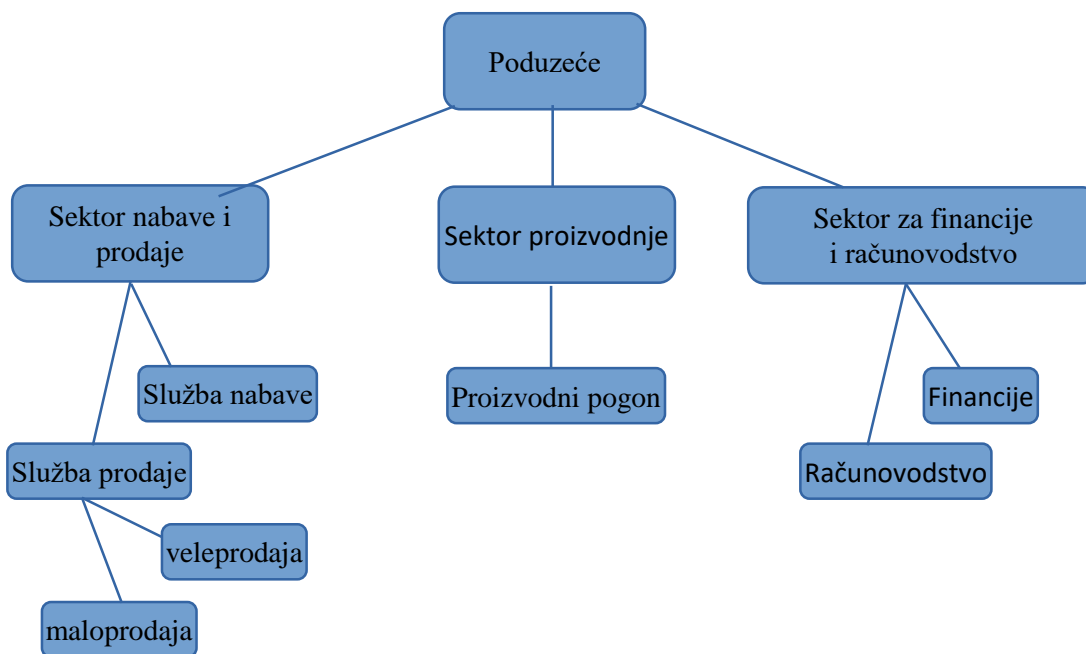 Poduzeće
Sektor nabave i
prodaje
Sektor proizvodnje
Sektor za financije
i računovodstvo
Služba nabave
Proizvodni pogon
Financije
Služba prodaje
Računovodstvo
veleprodaja
maloprodaja